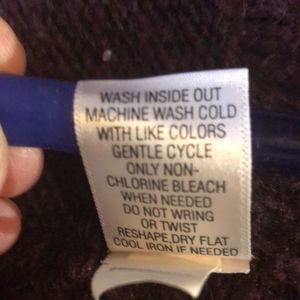 WASH INSIDE OUT
MACHINE WASH COLD
WITH LIKE COLORS
GENTLE CYCLE
ONLY NON-
CHLORINE BLEACH
WHEN NEEDED
DO NOT WRING
OR TWIST
RESHAPE,DRY FLAT
COOL IRON IF NEEDED